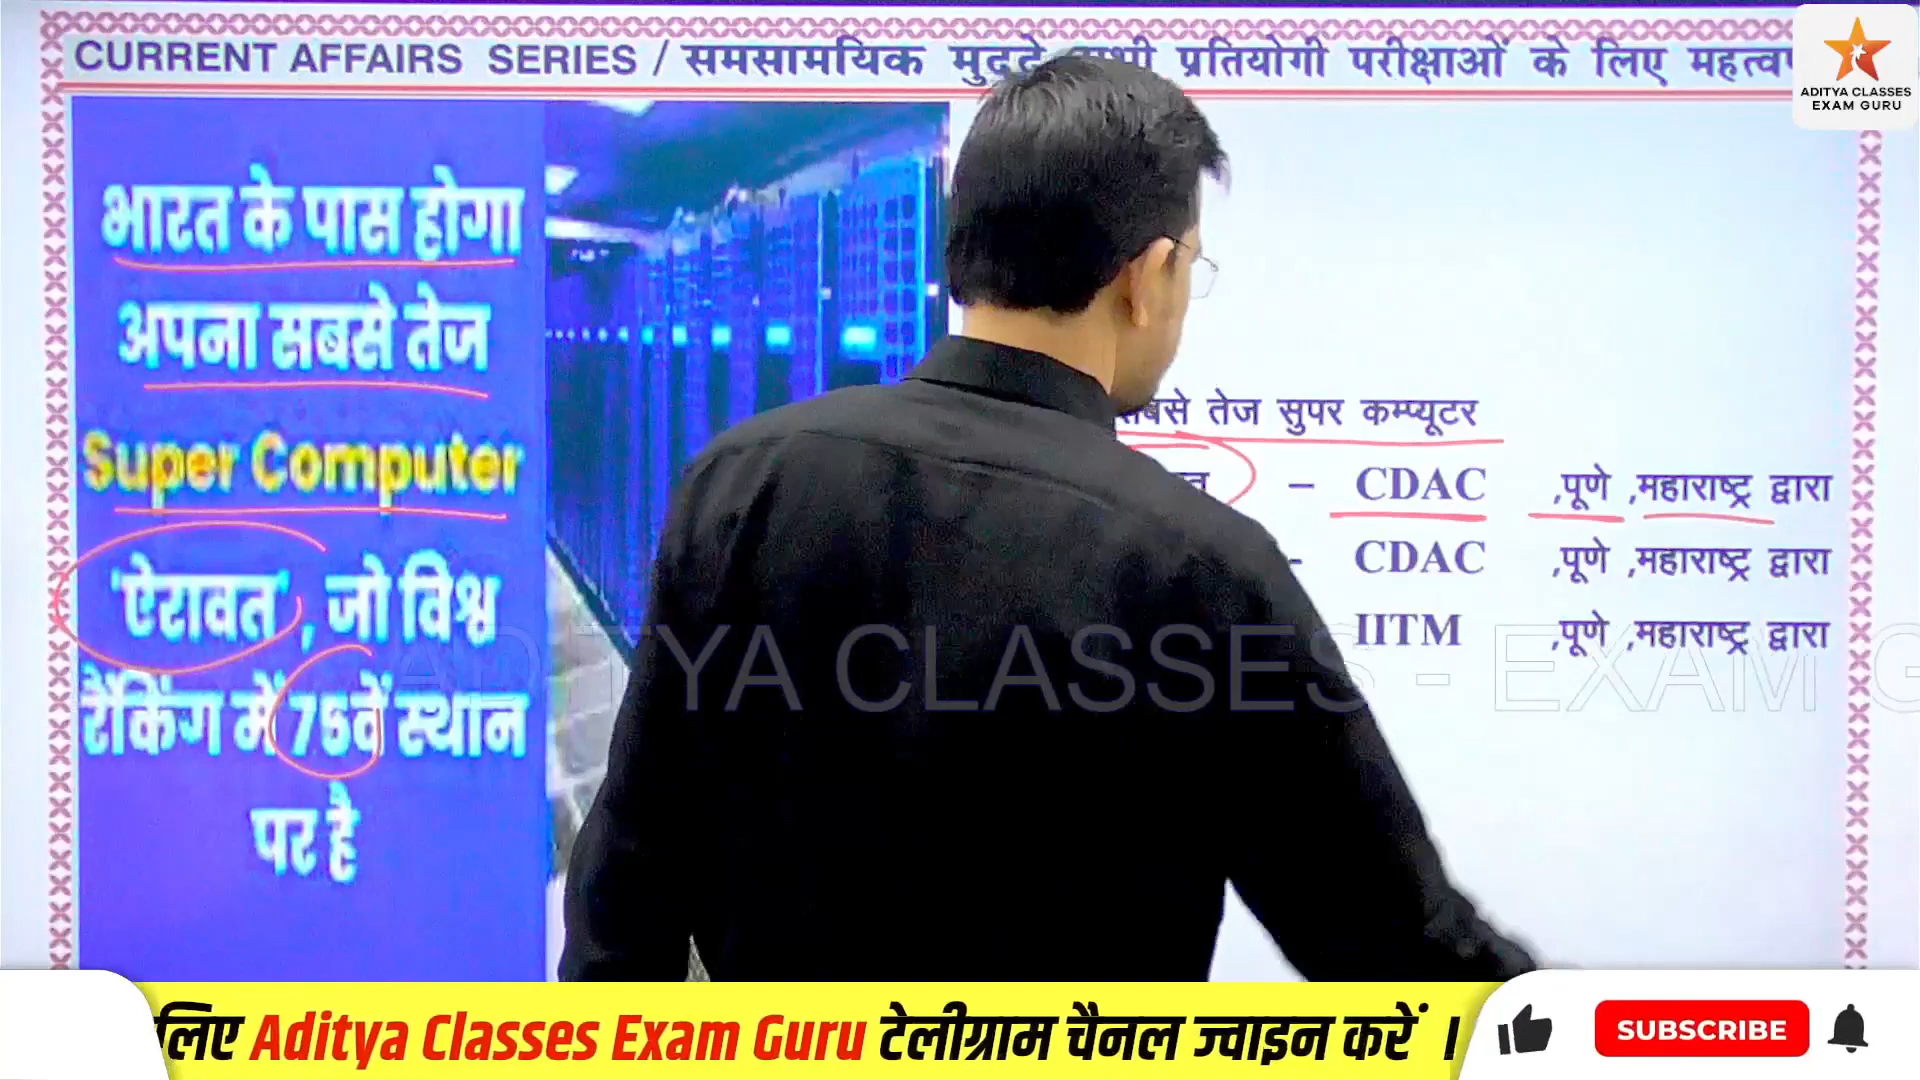 CURRENT AFFAIRS SERIES / समसामयिक मुद्दे सभी प्रतियोगी परीक्षाओं के लिए
ADITYA CLASSES
EXAM GURU
भारत के पास होगा
अपना सबसे तेज
Super Computer
'ऐरावत', जो विश्व
रैंकिंग में 75वें स्थान
पर है
सबसे तेज सुपर कम्प्यूटर
– CDAC ,पूणे ,महाराष्ट्र द्वारा
- CDAC ,पूणे ,महाराष्ट्र द्वारा
IITM ,पूणे ,महाराष्ट्र द्वारा
ADITYA CLASSES - EXAM G
लिए Aditya Classes Exam Guru टेलीग्राम चैनल ज्वाइन करें ।
SUBSCRIBE